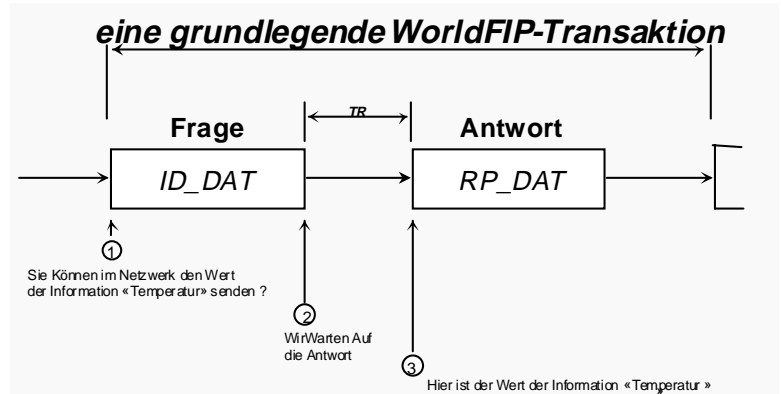 eine grundlegende WorldFIP-Transaktion
TR
Frage
Antwort
ID_DAT
RP_DAT
1
Sie Können im Netzwerk den Wert
der Information «Temperatur» senden ?
2
WirWarten Auf
die Antwort
3
Hier ist der Wert der Information «Temperatur »